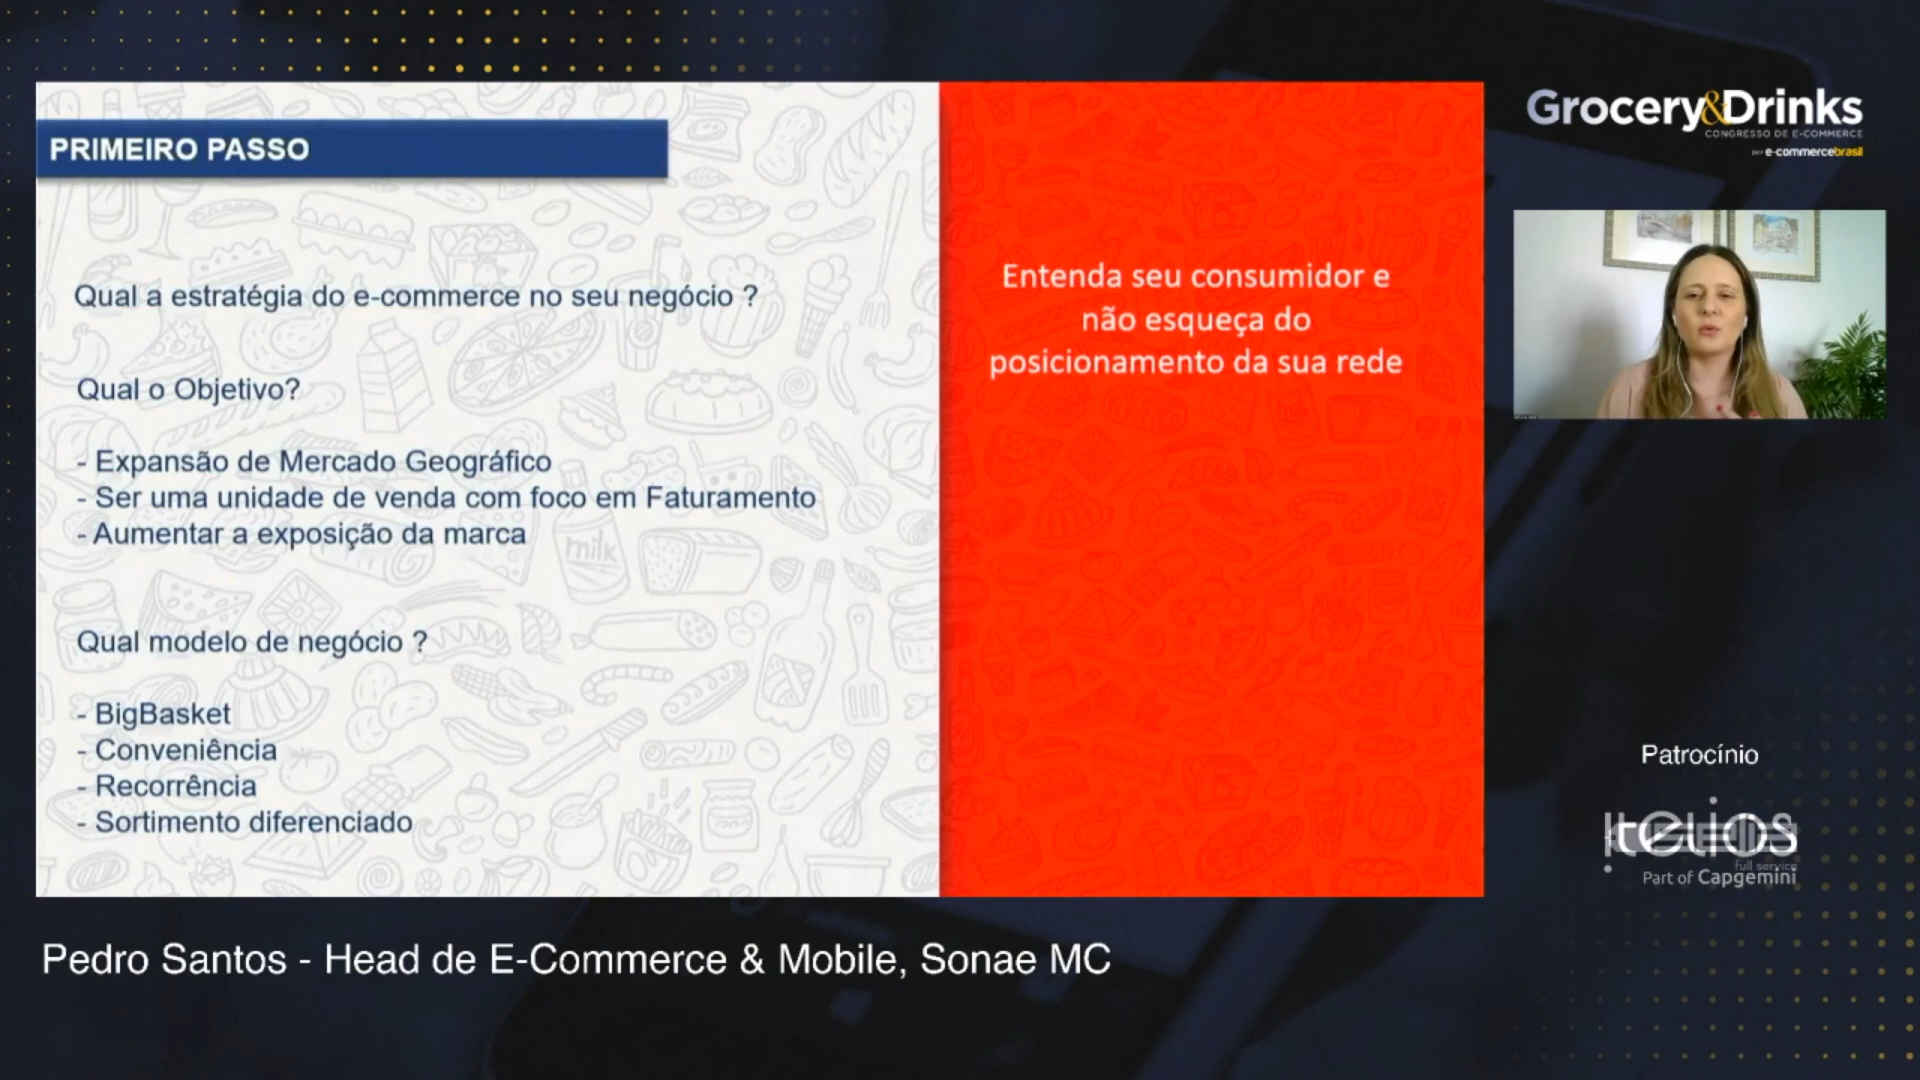 PRIMEIRO PASSO
Qual a estratégia do e-commerce no seu negócio ?
Qual o Objetivo?
- Expansão de Mercado Geográfico
- Ser uma unidade de venda com foco em Faturamento
- Aumentar a exposição da marca
Qual modelo de negócio ?
- BigBasket
- Conveniência
- Recorrência
- Sortimento diferenciado
milk
Entenda seu consumidor e
não esqueça do
posicionamento da sua rede
milk
Grocery&Drinks
CONGRESSO DE E-COMMERCE
por e-commercebrasil
Patrocínio
itelios
full service
Part of Capgemini
Pedro Santos - Head de E-Commerce & Mobile, Sonae MC